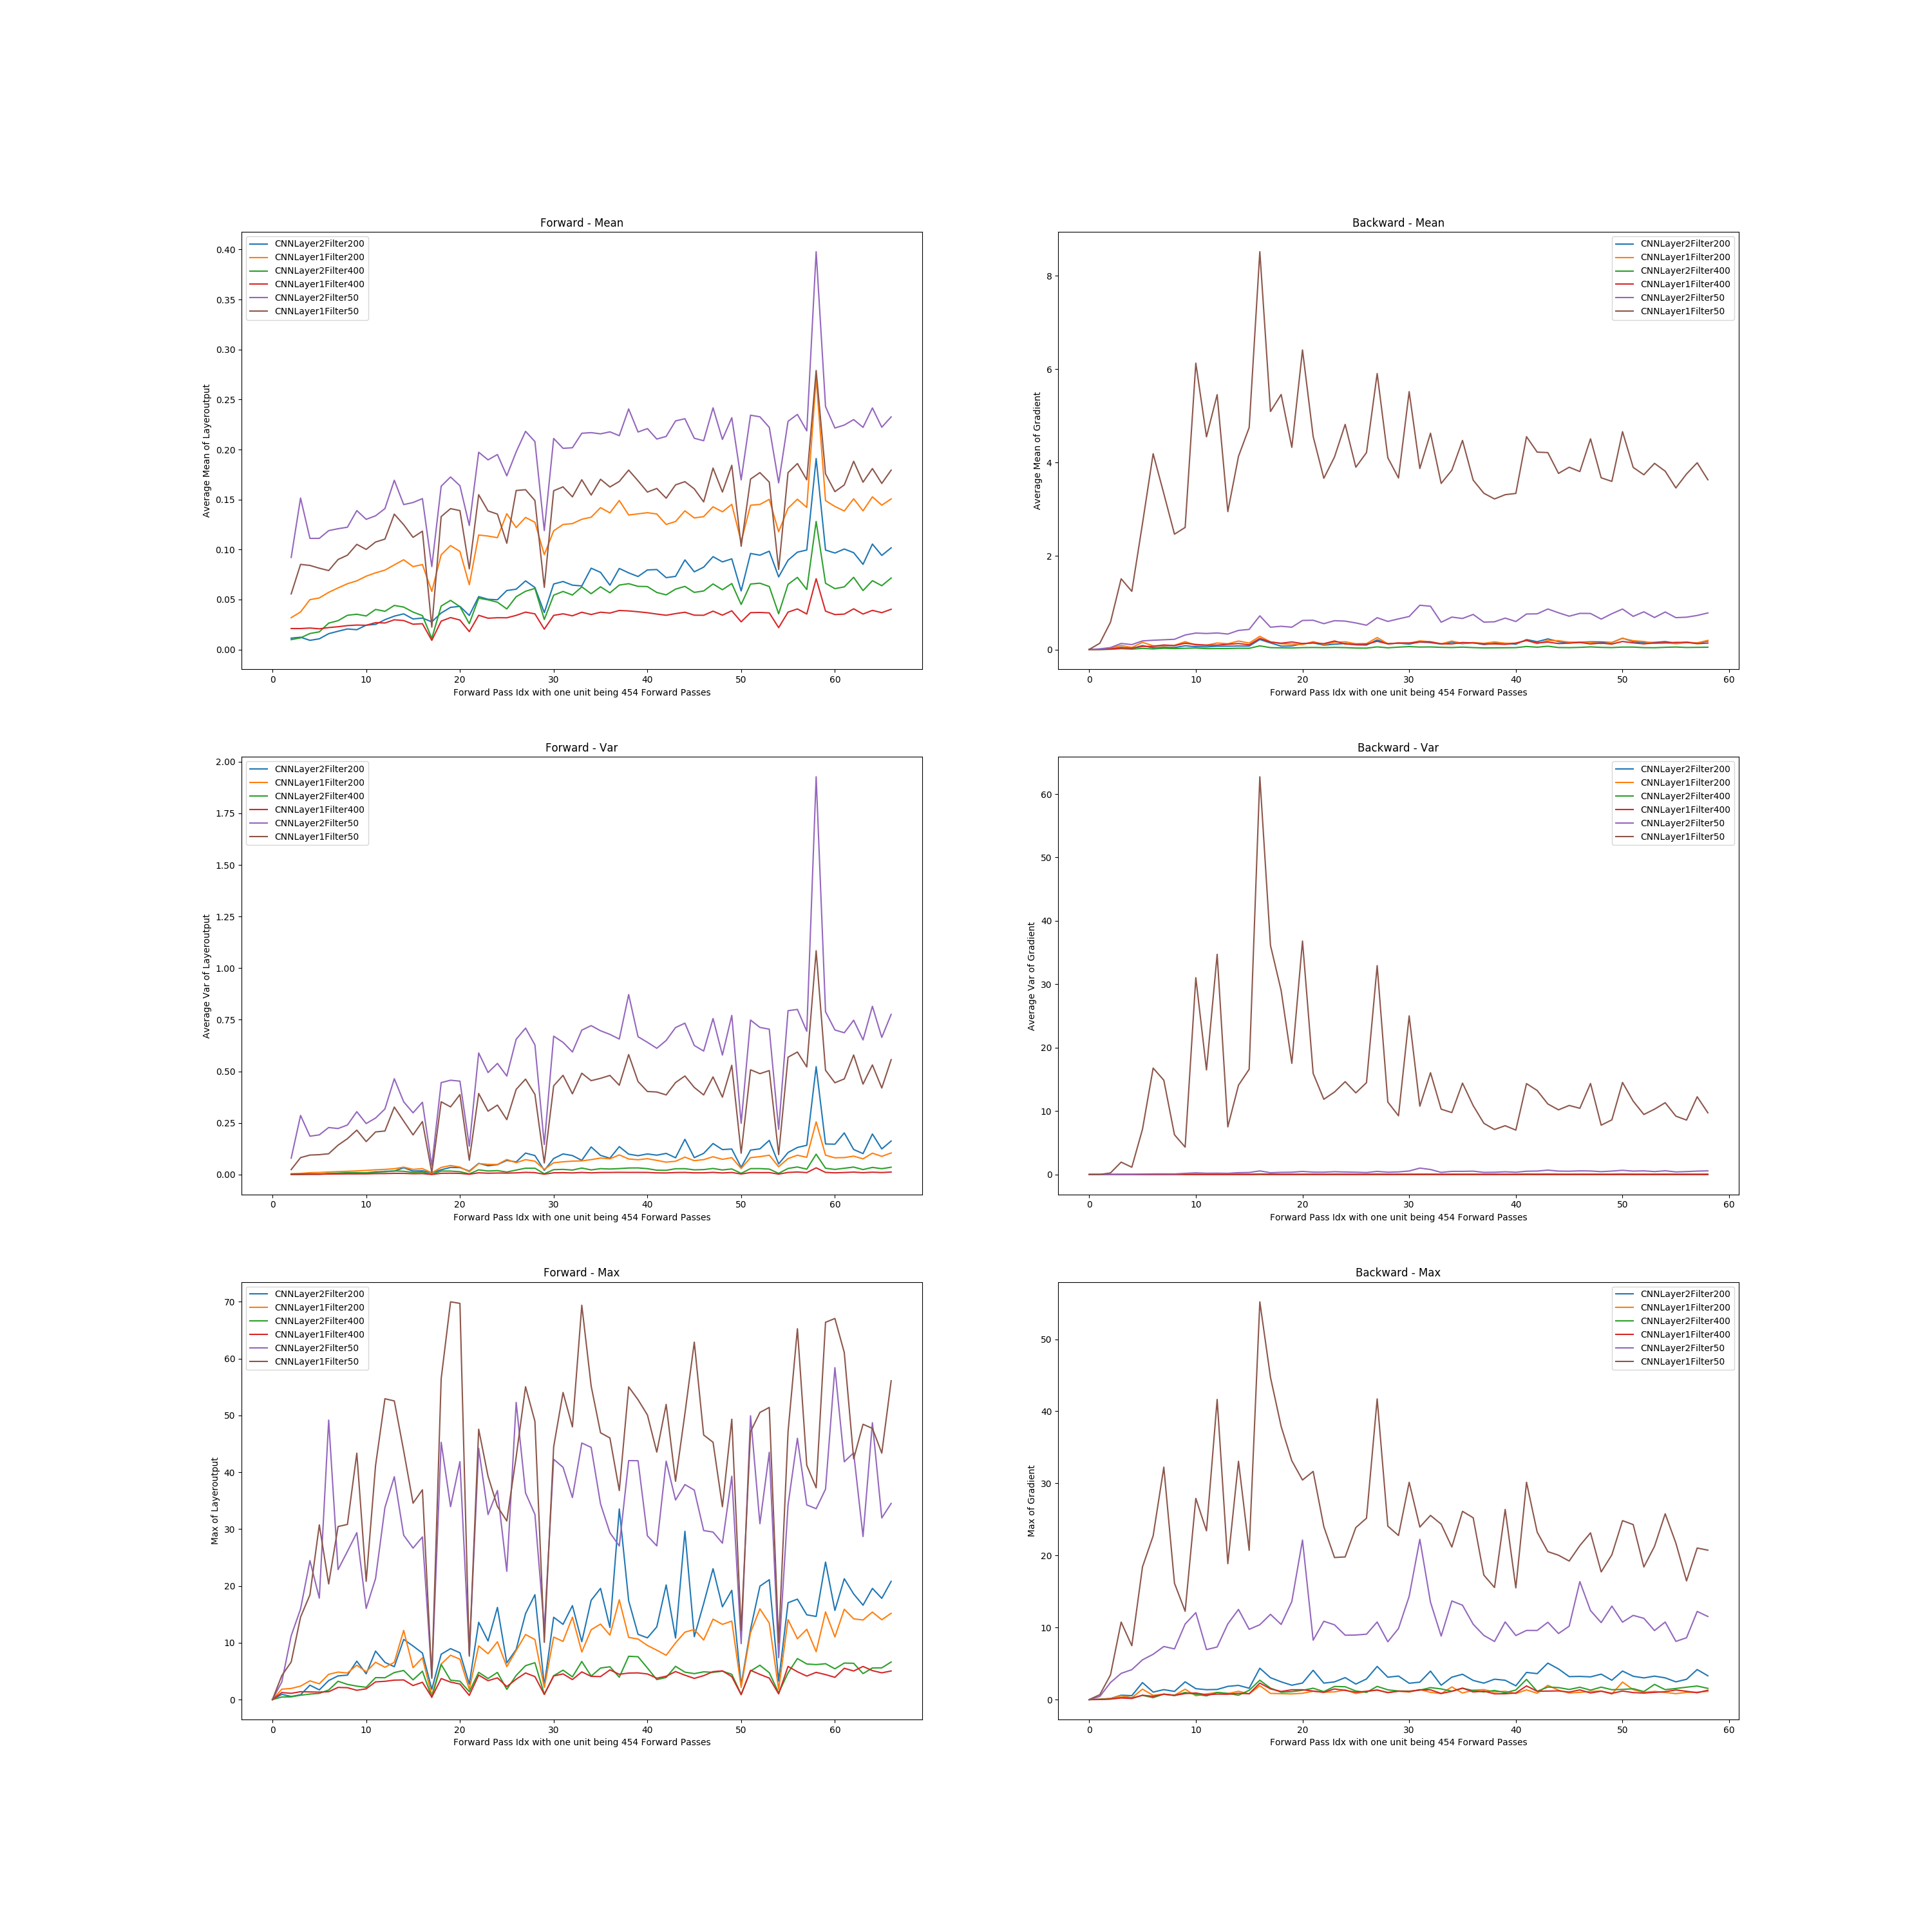 Forward - Mean
CNNLayer2Filter200
CNNLayer1Filter200
CNNLayer2Filter400
CNNLayer1Filter400
CNNLayer2Filter50
CNNLayer1Filter50
Average Mean of Layeroutput
0.40
0.35
0.30
0.25
0.20
0.15
0.10
0.05
0.00
0 10 20 30 40 50 60
Forward Pass Idx with one unit being 454 Forward Passes
Backward - Mean
CNNLayer2Filter200
CNNLayer1Filter200
CNNLayer2Filter400
CNNLayer1Filter400
CNNLayer2Filter50
CNNLayer1Filter50
Average Mean of Gradient
8
6
4
2
0
0 10 20 30 40 50 60
Forward Pass Idx with one unit being 454 Forward Passes
Forward - Var
CNNLayer2Filter200
CNNLayer1Filter200
CNNLayer2Filter400
CNNLayer1Filter400
CNNLayer2Filter50
CNNLayer1Filter50
Average Var of Layeroutput
2.00
1.75
1.50
1.25
1.00
0.75
0.50
0.25
0.00
0 10 20 30 40 50 60
Forward Pass Idx with one unit being 454 Forward Passes
Backward - Var
CNNLayer2Filter200
CNNLayer1Filter200
CNNLayer2Filter400
CNNLayer1Filter400
CNNLayer2Filter50
CNNLayer1Filter50
Average Var of Gradient
60
50
40
30
20
10
0
0 10 20 30 40 50 60
Forward Pass Idx with one unit being 454 Forward Passes
Forward - Max
CNNLayer2Filter200
CNNLayer1Filter200
CNNLayer2Filter400
CNNLayer1Filter400
CNNLayer2Filter50
CNNLayer1Filter50
Max of Layeroutput
70
60
50
40
30
20
10
0
0 10 20 30 40 50 60
Forward Pass Idx with one unit being 454 Forward Passes
Backward - Max
CNNLayer2Filter200
CNNLayer1Filter200
CNNLayer2Filter400
CNNLayer1Filter400
CNNLayer2Filter50
CNNLayer1Filter50
Max of Gradient
50
40
30
20
10
0
0 10 20 30 40 50 60
Forward Pass Idx with one unit being 454 Forward Passes